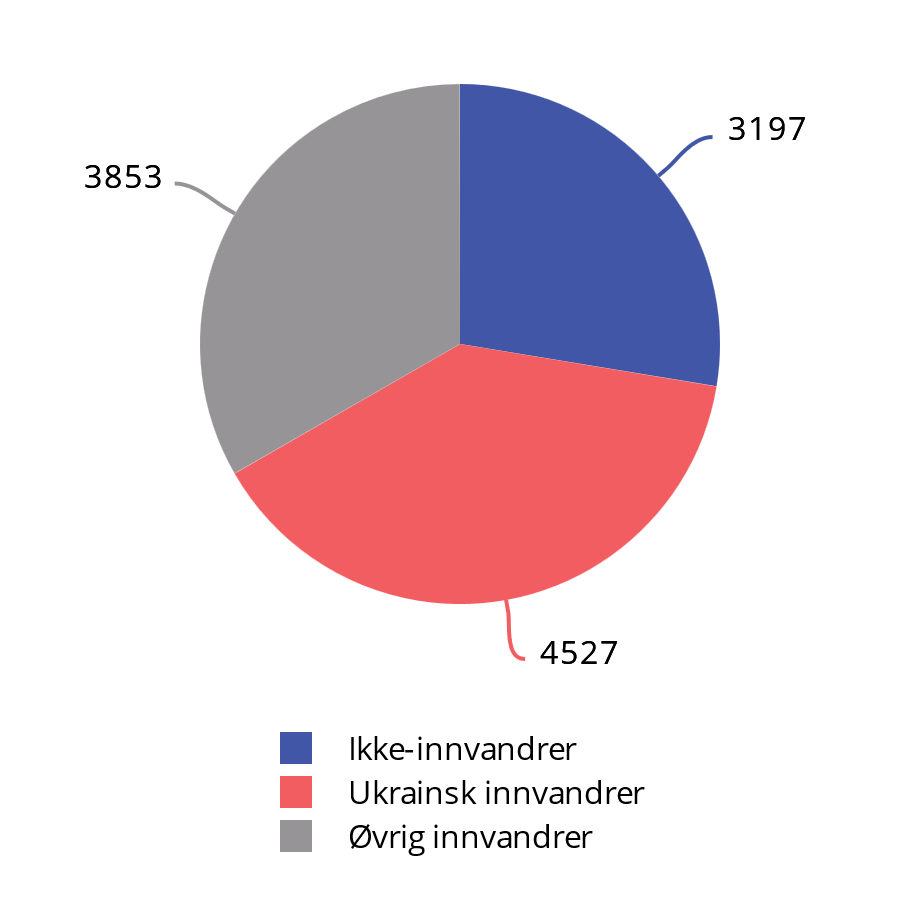 3197
3853
4527
Ikke-innvandrer
Ukrainsk innvandrer
Øvrig innvandrer